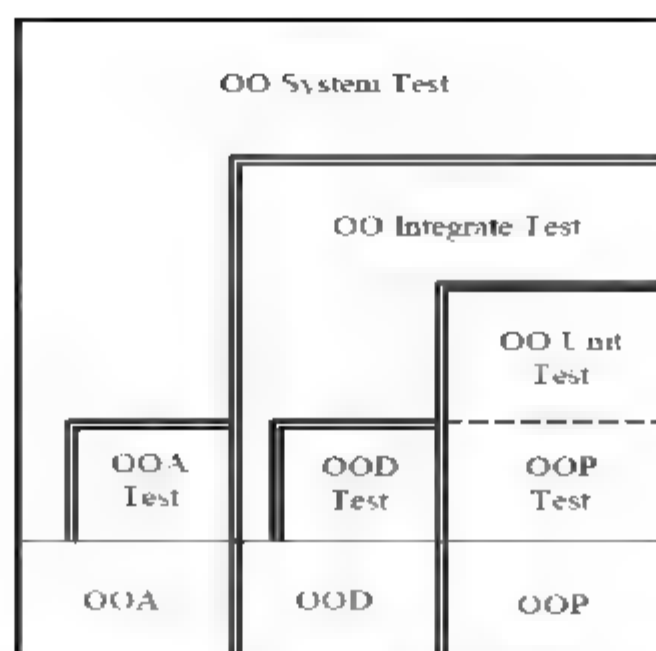 OO System Test
OO Integrate Test
OO Unit
Test
OOA
Test
OOD
Test
OOP
Test
OOA
OOD
OOP